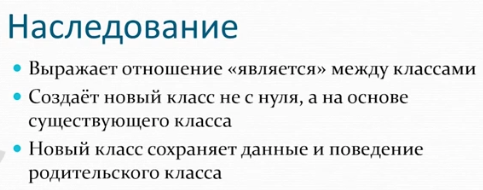 Наследование
• Выражает отношение «является» между классами
• Создаёт новый класс не с нуля, а на основе
существующего класса
• Новый класс сохраняет данные и поведение
родительского класса